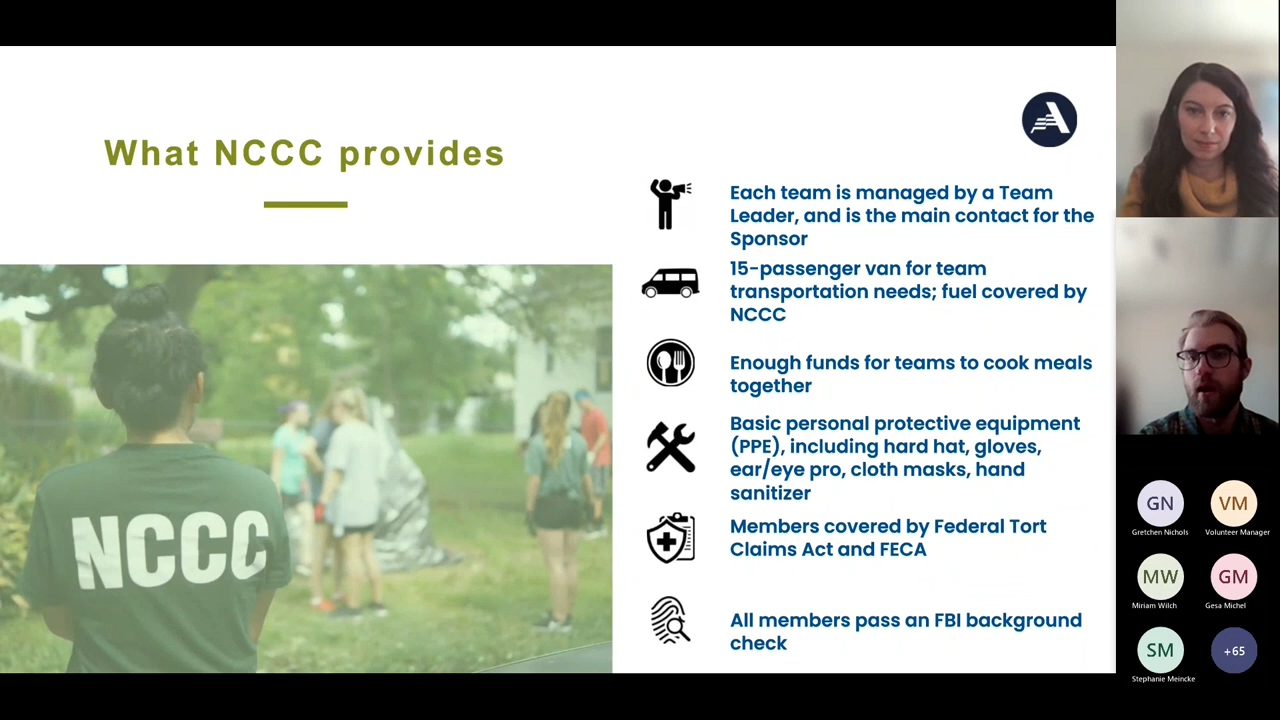 What NCCC provides
Each team is managed by a Team
Leader, and is the main contact for the
Sponsor
15-passenger van for team
transportation needs; fuel covered by
NCCC
Enough funds for teams to cook meals
together
Basic personal protective equipment
(PPE), including hard hat, gloves,
ear/eye pro, cloth masks, hand
sanitizer
Members covered by Federal Tort
Claims Act and FECA
All members pass an FBI background
check
NCCC
A
GN
VM
Gretchen Nichols
Volunteer Manager
MW
GM
Miriam Wilch
Gesa Michel
SM
+65
Stephanie Meincke